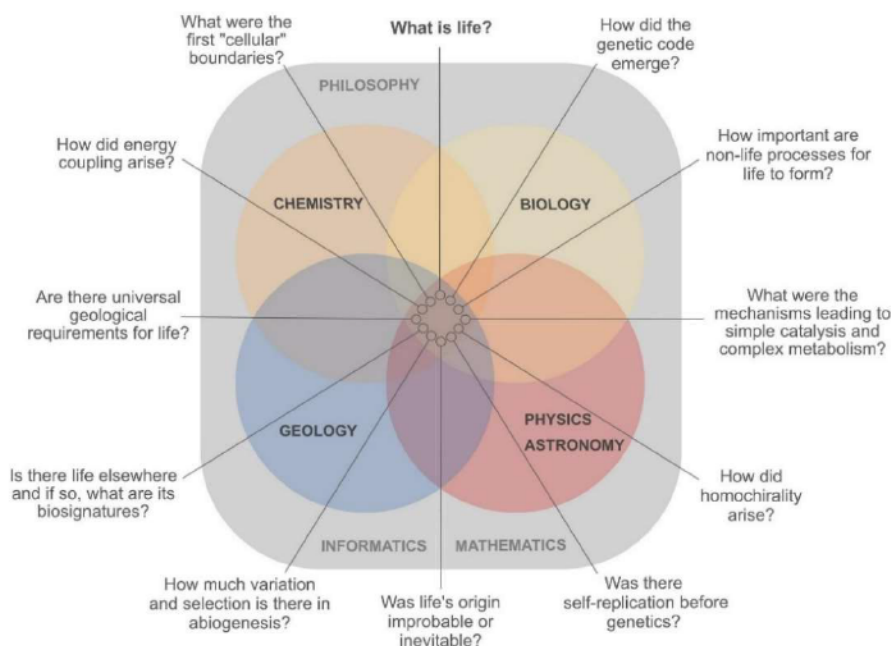 What were the
first "cellular"
boundaries?
What is life?
How did the
genetic code
emerge?
PHILOSOPHY
How did energy
coupling arise?
How important are
non-life processes for
life to form?
CHEMISTRY
BIOLOGY
Are there universal
geological
requirements for life?
What were the
mechanisms leading to
simple catalysis and
complex metabolism?
GEOLOGY
PHYSICS
ASTRONOMY
Is there life elsewhere
and if so, what are its
biosignatures?
How did
homochirality
arise?
INFORMATICS
MATHEMATICS
How much variation
and selection is there in
abiogenesis?
Was life's origin
improbable or
inevitable?
Was there
self-replication before
genetics?